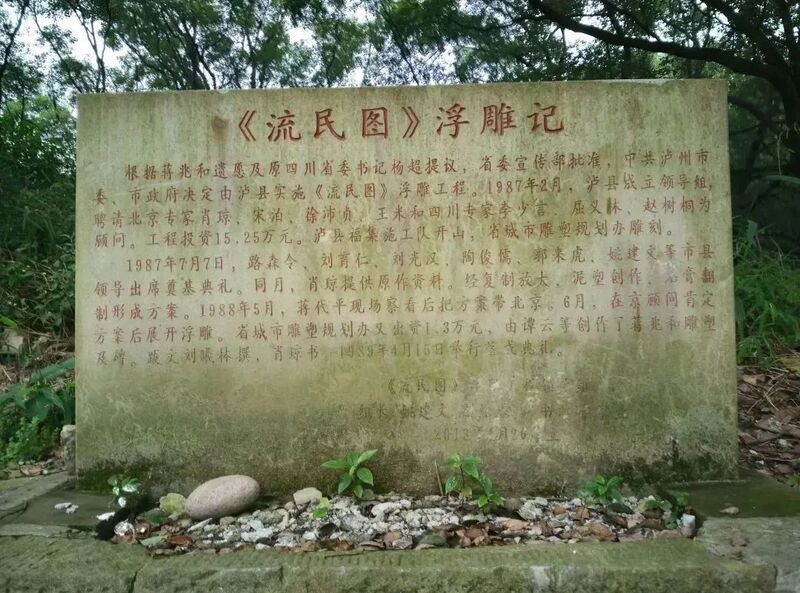 《流民图》浮雕记
根据蒋兆和遗愿及原四川省委书记杨超提议，省委宣传部批准，中共泸州市
委、市政府决定由泸县实施《流民图》浮雕工程。1987年2月，泸县成立领导组，
聘请北京专家肖琼、宋泊、徐沛贞、王来和四川专家李少言、屈义林、赵树桐为
顾问。工程投资15.25万元。泸县福集施工队开山，省城市雕塑规划办雕刻。
1987年7月7日，路森令、刘育仁、刘光汉、陶俊儒、郭来虎、姚建文等市县
领导出席奠基典礼。同月，肖琼提供原作资料。经复制放大、泥塑创作、石膏翻
制形成方案。1988年5月，蒋代平现场察看后把方案带北京。6月，在京顾问肯定
方案后展开浮雕。省城市雕塑规划办又出资1.3万元，由谭云等创作了蒋兆和雕塑
及碑。跋文刘曦林撰，肖琼书 1989年4月15日举行落成典礼。
《流民图》浮
姚建文 书
2012 月26